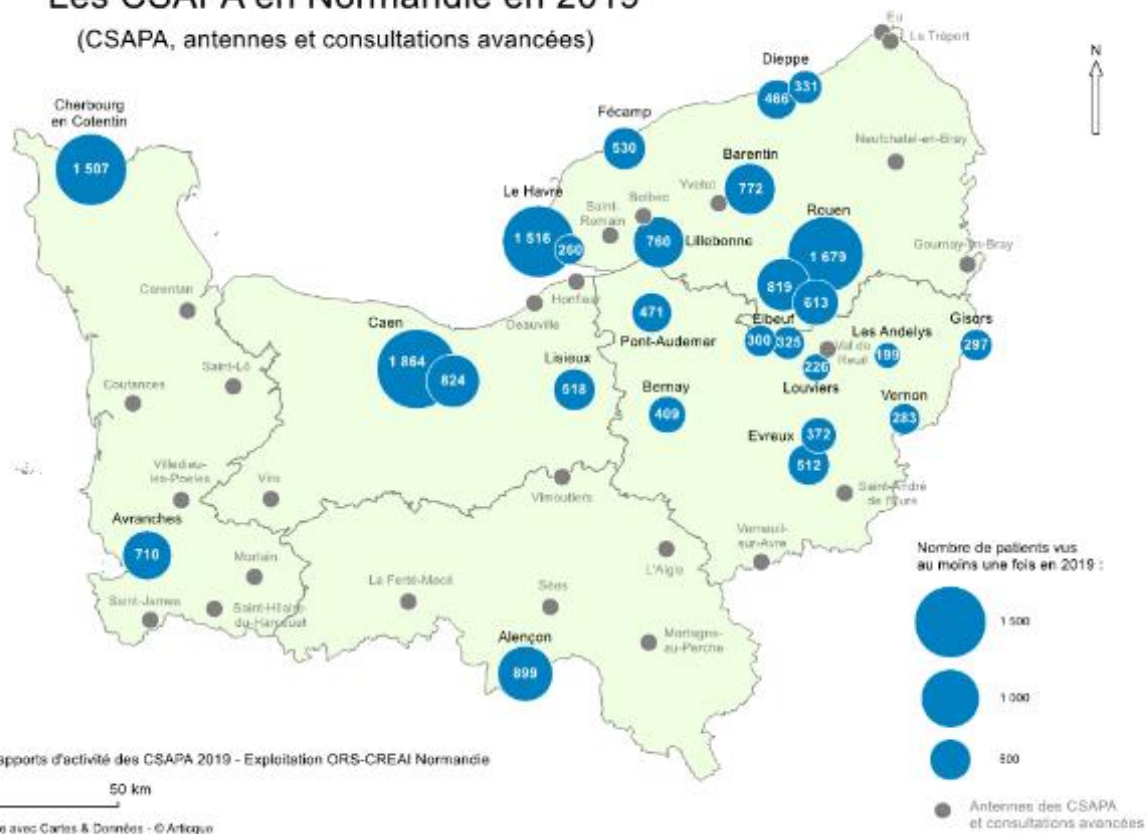 Les CSAPA en Normandie en 2019
(CSAPA, antennes et consultations avancées)
N
Eu
Le Tréport
Dieppe
466
331
Cherbourg
en Cotentin
1 507
Fécamp
530
Neufchatel-en-Bray
Barentin
772
Yvetot
Bolbec
Saint-
Romain
Le Havre
1 516
260
760
Lillebonne
Rouen
1 679
819
613
Gournay-en-Bray
Carentan
Honfleur
Deauville
471
Pont-Audemer
Elbeuf
300
325
Val de
Reuil
226
Louviers
Les Andelys
199
Gisors
297
Caen
1 864
824
Lisieux
518
Saint-Lô
Coutances
Bernay
409
Vernon
283
Evreux
372
512
Villedieu-
les-Poeles
Vire
Vimoutiers
Saint-André
de l'Eure
Avranches
710
Mortain
Verneuil-
sur-Avre
L'Aigle
La Ferté-Macé
Sées
Saint-James
Saint-Hilaire-
du-Harcouet
Mortagne-
au-Perche
Alençon
899
Nombre de patients vus
au moins une fois en 2019 :
1 500
1 000
500
Antennes des CSAPA
et consultations avancées
apports d'activité des CSAPA 2019 - Exploitation ORS-CREAI Normandie
50 km
avec Cartes & Données - © Articque